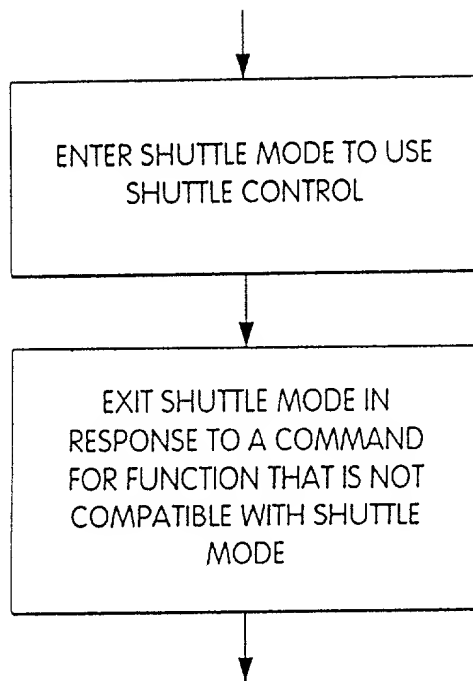 ENTER SHUTTLE MODE TO USE
SHUTTLE CONTROL
EXIT SHUTTLE MODE IN
RESPONSE TO A COMMAND
FOR FUNCTION THAT IS NOT
COMPATIBLE WITH SHUTTLE
MODE